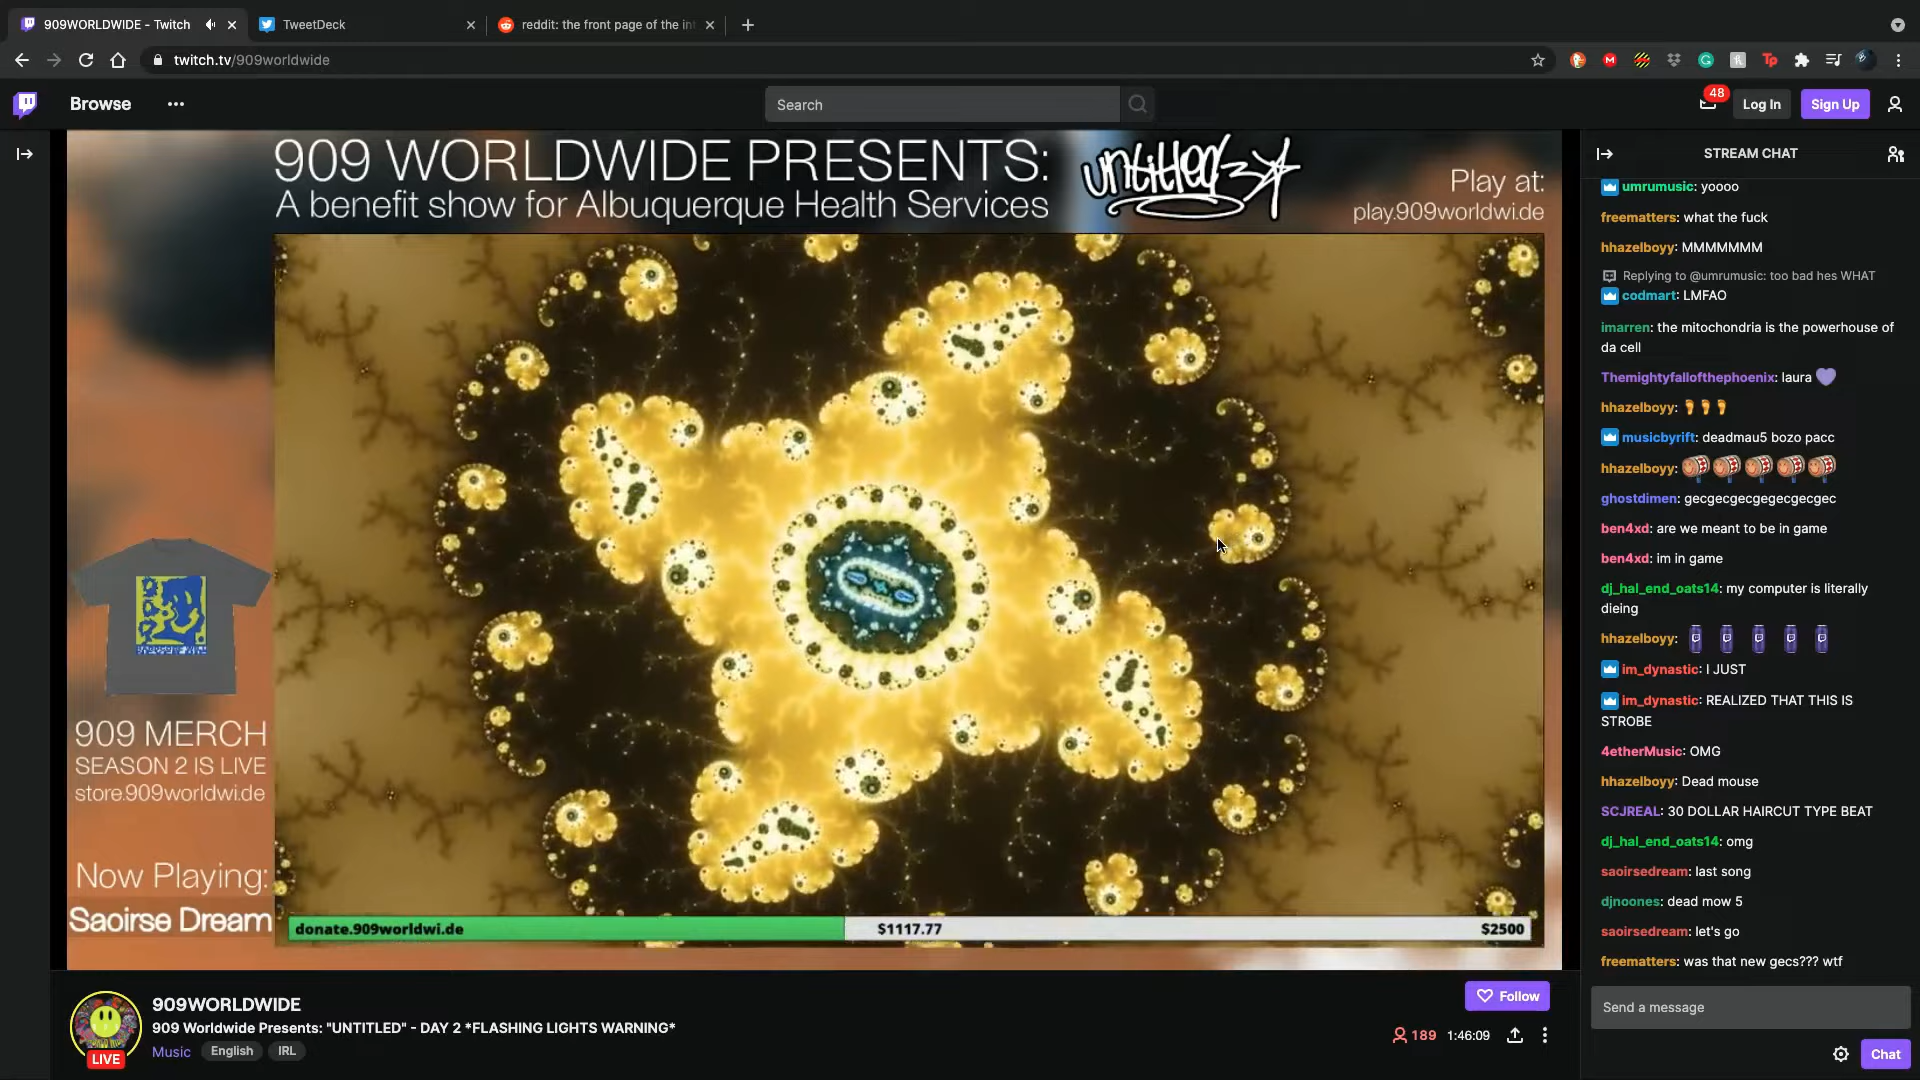 909WORLDWIDE - Twitch
TweetDeck
reddit: the front page of the int
twitch.tv/909worldwide
Browse
Search
48
Log In
Sign Up
909 WORLDWIDE PRESENTS:
A benefit show for Albuquerque Health Services
untitled
Play at:
play.909worldwi.de
909 MERCH
SEASON 2 IS LIVE
store.909worldwi.de
Now Playing:
Saoirse Dream
donate.909worldwi.de
$1117.77
$2500
909WORLDWIDE
909 Worldwide Presents: "UNTITLED" - DAY 2 *FLASHING LIGHTS WARNING*
LIVE
Music
English
IRL
Follow
189
1:46:09
STREAM CHAT
umrumusic: yoooo
freematters: what the fuck
hhazelboyy: MMMMMMM
Replying to @umrumusic: too bad hes WHAT
codmart: LMFAO
imarren: the mitochondria is the powerhouse of
da cell
Themightyfallofthephoenix: laura 💜
hhazelboyy: 🦶🦶🦶
musicbyrift: deadmau5 bozo pacc
hhazelboyy:
ghostdimen: gecgecgecgegecgecgec
ben4xd: are we meant to be in game
ben4xd: im in game
dj_hal_end_oats14: my computer is literally
dieing
hhazelboyy:
im_dynastic: I JUST
im_dynastic: REALIZED THAT THIS IS
STROBE
4etherMusic: OMG
hhazelboyy: Dead mouse
SCJREAL: 30 DOLLAR HAIRCUT TYPE BEAT
dj_hal_end_oats14: omg
saoirsedream: last song
djnoones: dead mow 5
saoirsedream: let's go
freematters: was that new gecs??? wtf
Send a message
Chat